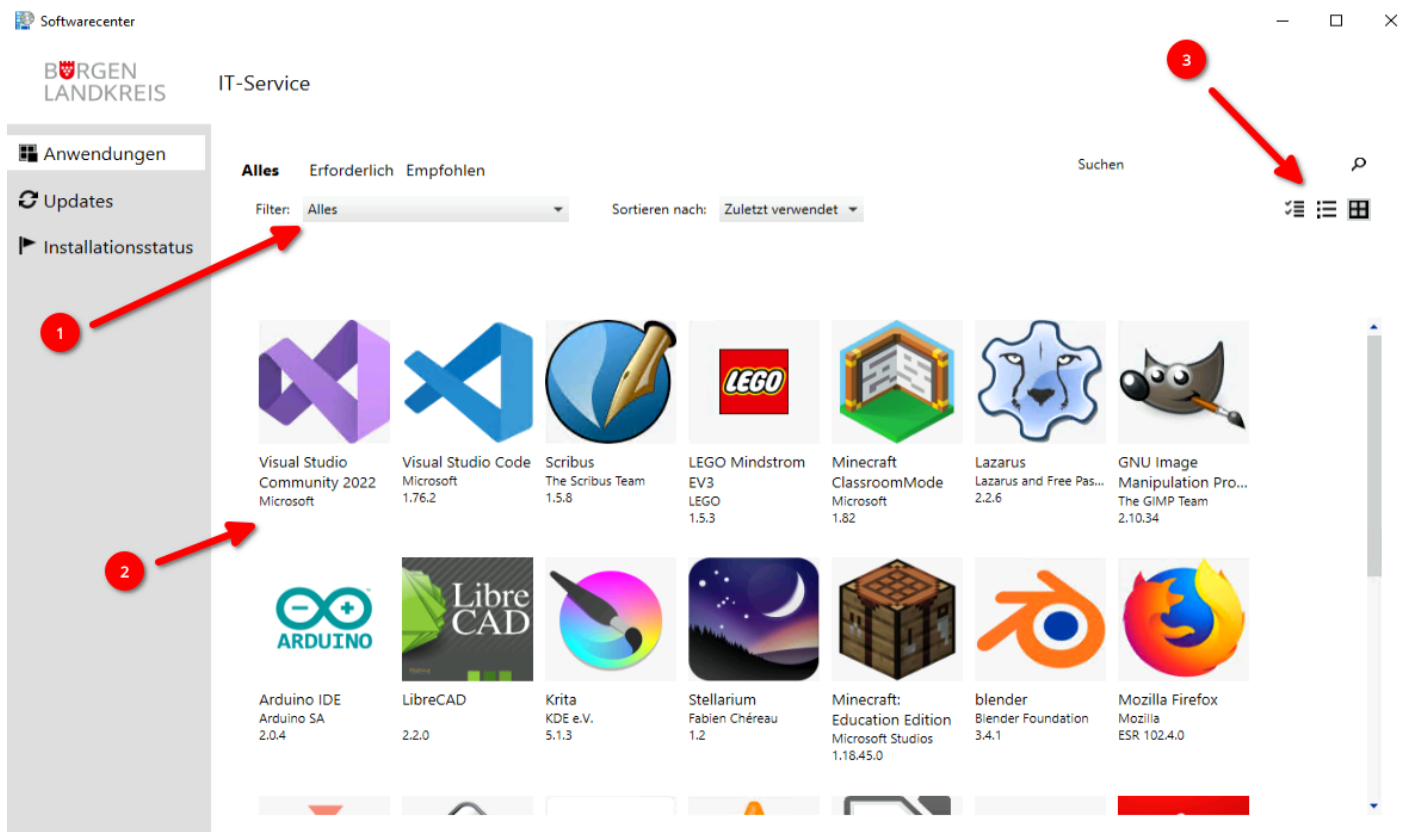 Softwarecenter
BURGEN
LANDKREIS
IT-Service
3
Anwendungen
Updates
Installationsstatus
Alles Erforderlich Empfohlen
Suchen
Filter: Alles
Sortieren nach: Zuletzt verwendet
1
Visual Studio
Community 2022
Microsoft
Visual Studio Code
Microsoft
1.76.2
Scribus
The Scribus Team
1.5.8
LEGO
LEGO Mindstrom
EV3
LEGO
1.5.3
Minecraft
ClassroomMode
Microsoft
1.82
Lazarus
Lazarus and Free Pas...
2.2.6
GNU Image
Manipulation Pro...
The GIMP Team
2.10.34
2
ARDUINO
Arduino IDE
Arduino SA
2.0.4
Libre
CAD
LibreCAD
2.2.0
Krita
KDE e.V.
5.1.3
Stellarium
Fabien Chéreau
1.2
Minecraft:
Education Edition
Microsoft Studios
1.18.45.0
blender
Blender Foundation
3.4.1
Mozilla Firefox
Mozilla
ESR 102.4.0